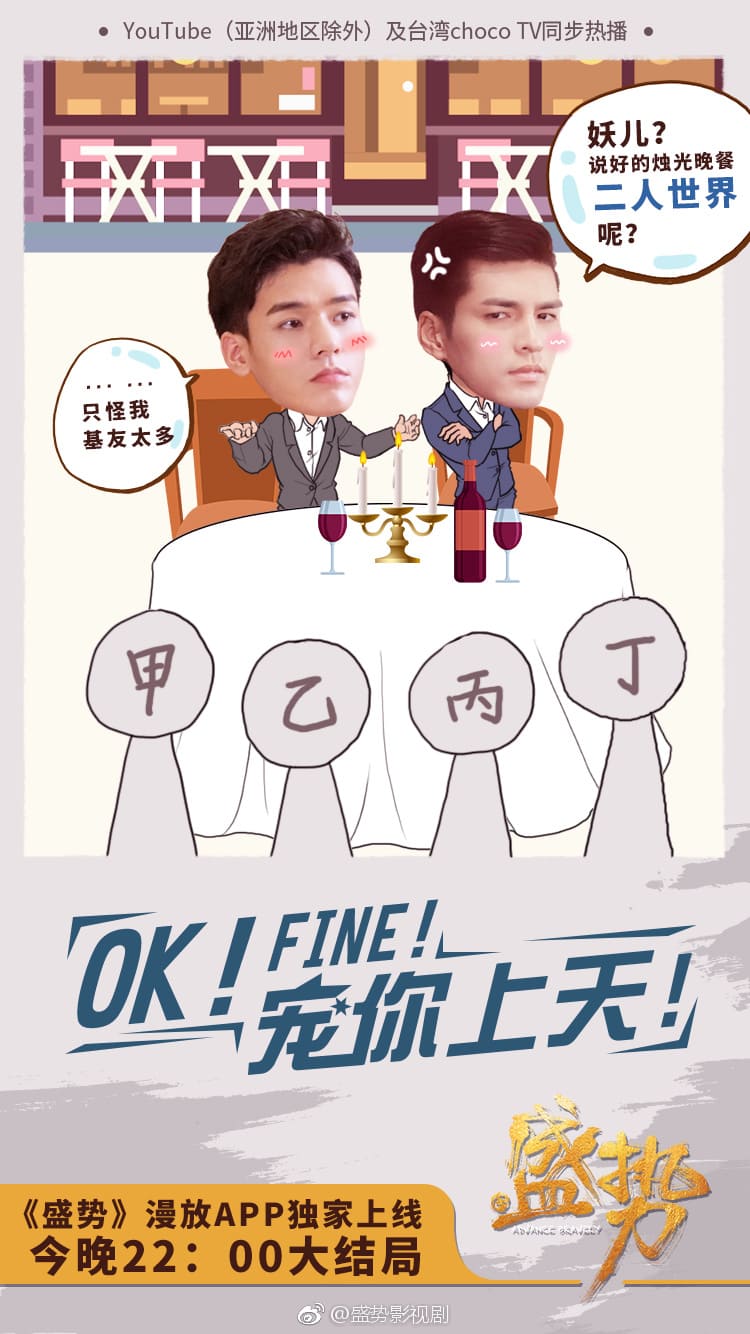 • YouTube（亚洲地区除外）及台湾choco TV同步热播 •
妖儿？
说好的烛光晚餐
二人世界
呢？
... ...
只怪我
基友太多
甲
乙
丙
丁
OK！FINE！
宠你上天！
盛势
ADVANCE BRAVELY
《盛势》漫放APP独家上线
今晚22：00大结局
@盛势影视剧